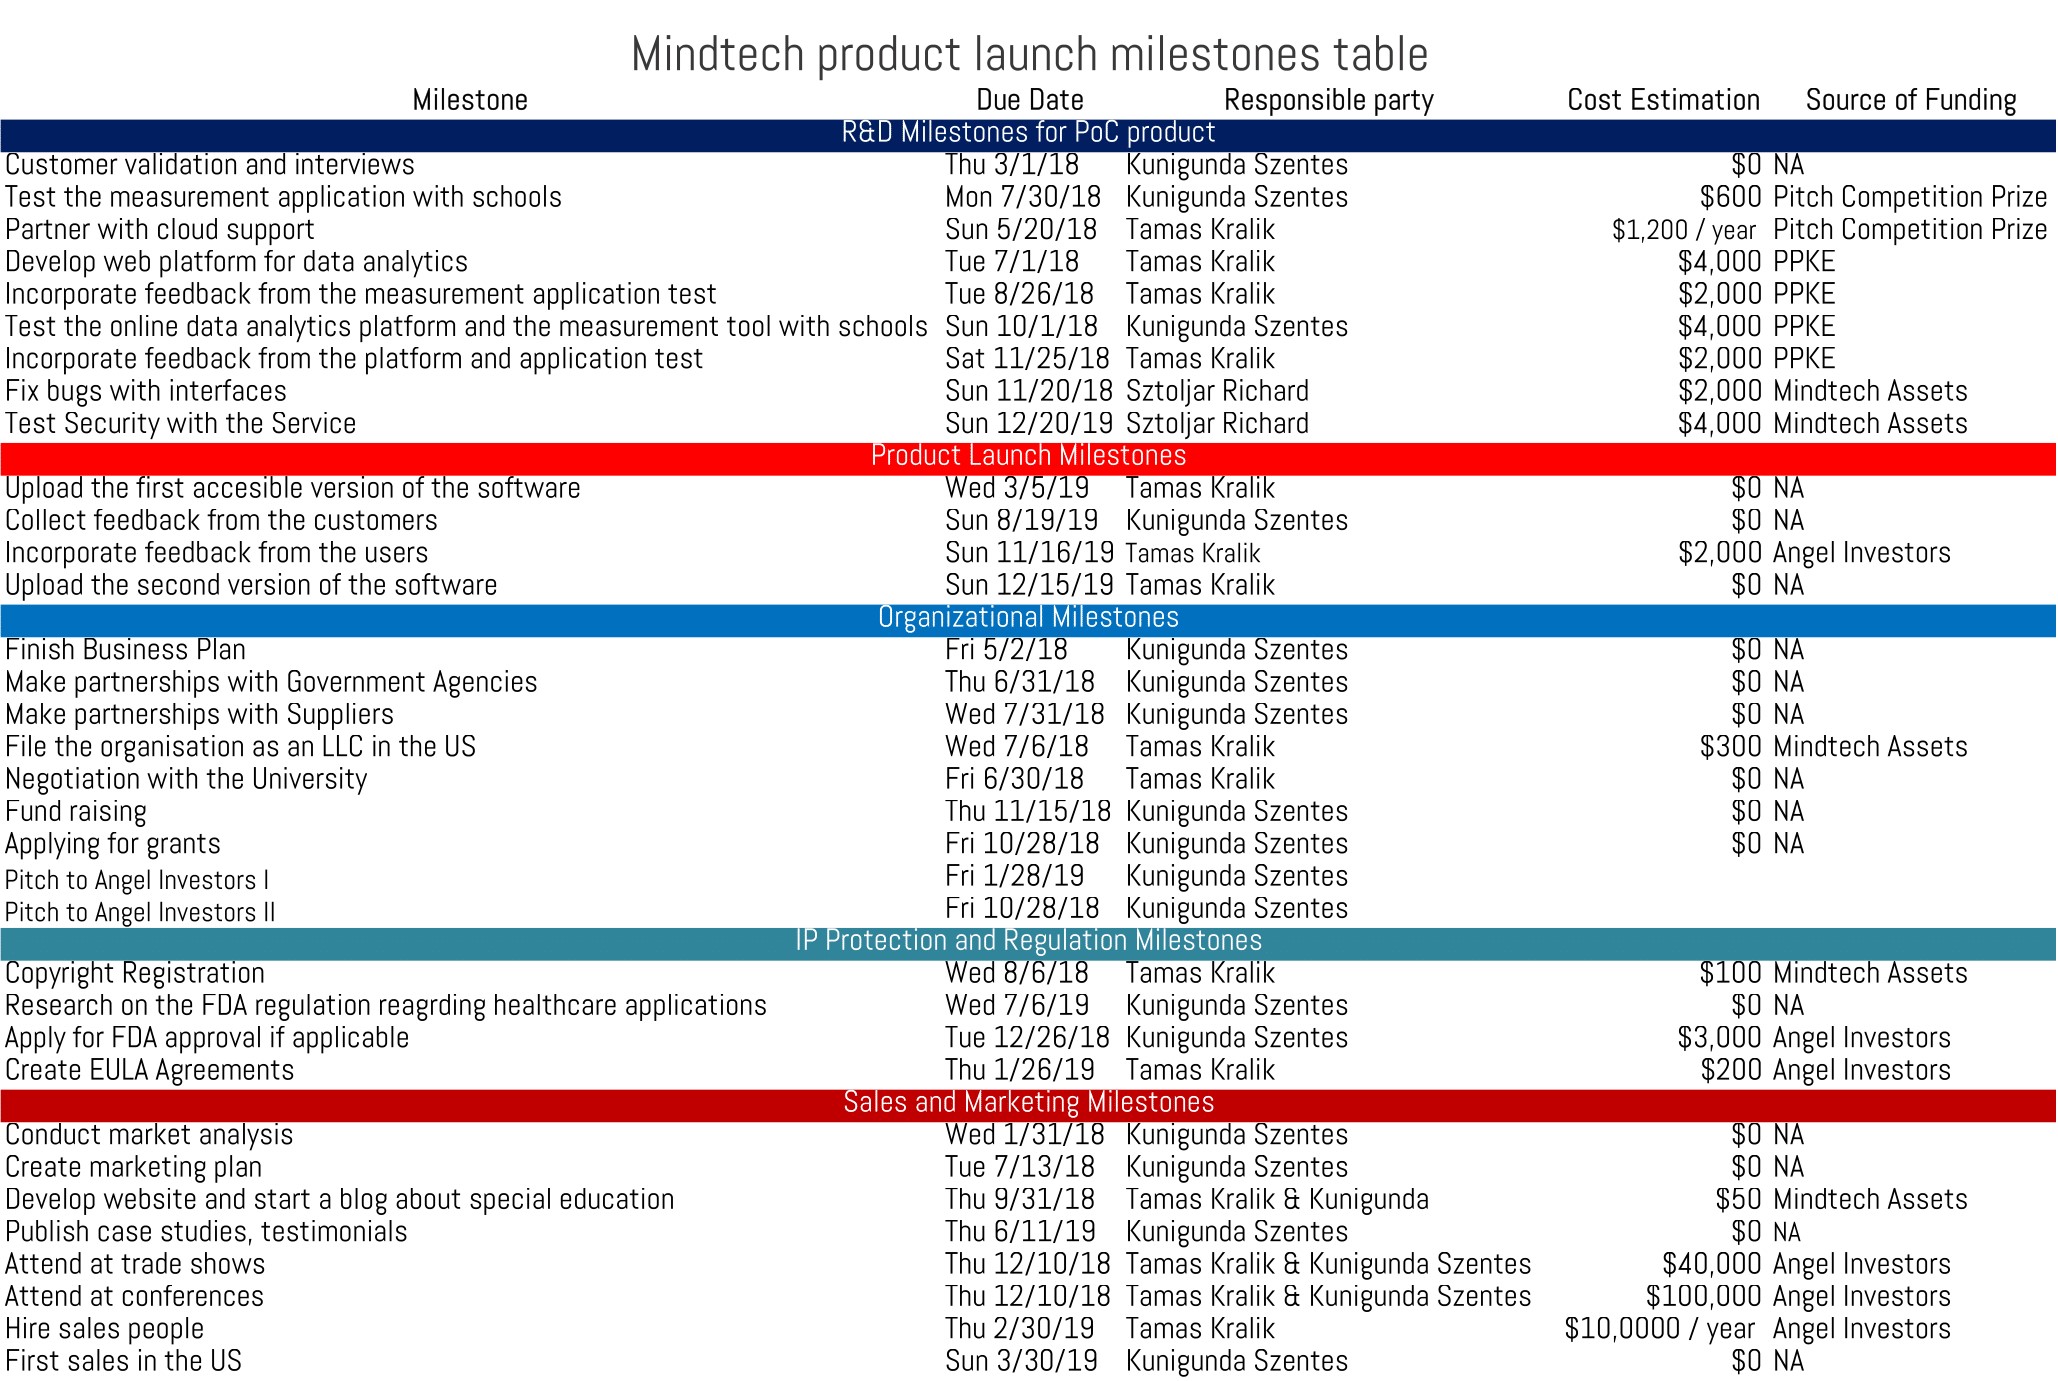 Mindtech product launch milestones table
Milestone Due Date Responsible party Cost Estimation Source of Funding
R&D Milestones for PoC product
Customer validation and interviews Thu 3/1/18 Kunigunda Szentes $0 NA
Test the measurement application with schools Mon 7/30/18 Kunigunda Szentes $600 Pitch Competition Prize
Partner with cloud support Sun 5/20/18 Tamas Kralik $1,200 / year Pitch Competition Prize
Develop web platform for data analytics Tue 7/1/18 Tamas Kralik $4,000 PPKE
Incorporate feedback from the measurement application test Tue 8/26/18 Tamas Kralik $2,000 PPKE
Test the online data analytics platform and the measurement tool with schools Sun 10/1/18 Kunigunda Szentes $4,000 PPKE
Incorporate feedback from the platform and application test Sat 11/25/18 Tamas Kralik $2,000 PPKE
Fix bugs with interfaces Sun 11/20/18 Sztoljar Richard $2,000 Mindtech Assets
Test Security with the Service Sun 12/20/19 Sztoljar Richard $4,000 Mindtech Assets
Product Launch Milestones
Upload the first accesible version of the software Wed 3/5/19 Tamas Kralik $0 NA
Collect feedback from the customers Sun 8/19/19 Kunigunda Szentes $0 NA
Incorporate feedback from the users Sun 11/16/19 Tamas Kralik $2,000 Angel Investors
Upload the second version of the software Sun 12/15/19 Tamas Kralik $0 NA
Organizational Milestones
Finish Business Plan Fri 5/2/18 Kunigunda Szentes $0 NA
Make partnerships with Government Agencies Thu 6/31/18 Kunigunda Szentes $0 NA
Make partnerships with Suppliers Wed 7/31/18 Kunigunda Szentes $0 NA
File the organisation as an LLC in the US Wed 7/6/18 Tamas Kralik $300 Mindtech Assets
Negotiation with the University Fri 6/30/18 Tamas Kralik $0 NA
Fund raising Thu 11/15/18 Kunigunda Szentes $0 NA
Applying for grants Fri 10/28/18 Kunigunda Szentes $0 NA
Pitch to Angel Investors I Fri 1/28/19 Kunigunda Szentes
Pitch to Angel Investors II Fri 10/28/18 Kunigunda Szentes
IP Protection and Regulation Milestones
Copyright Registration Wed 8/6/18 Tamas Kralik $100 Mindtech Assets
Research on the FDA regulation reagrding healthcare applications Wed 7/6/19 Kunigunda Szentes $0 NA
Apply for FDA approval if applicable Tue 12/26/18 Kunigunda Szentes $3,000 Angel Investors
Create EULA Agreements Thu 1/26/19 Tamas Kralik $200 Angel Investors
Sales and Marketing Milestones
Conduct market analysis Wed 1/31/18 Kunigunda Szentes $0 NA
Create marketing plan Tue 7/13/18 Kunigunda Szentes $0 NA
Develop website and start a blog about special education Thu 9/31/18 Tamas Kralik & Kunigunda $50 Mindtech Assets
Publish case studies, testimonials Thu 6/11/19 Kunigunda Szentes $0 NA
Attend at trade shows Thu 12/10/18 Tamas Kralik & Kunigunda Szentes $40,000 Angel Investors
Attend at conferences Thu 12/10/18 Tamas Kralik & Kunigunda Szentes $100,000 Angel Investors
Hire sales people Thu 2/30/19 Tamas Kralik $10,0000 / year Angel Investors
First sales in the US Sun 3/30/19 Kunigunda Szentes $0 NA